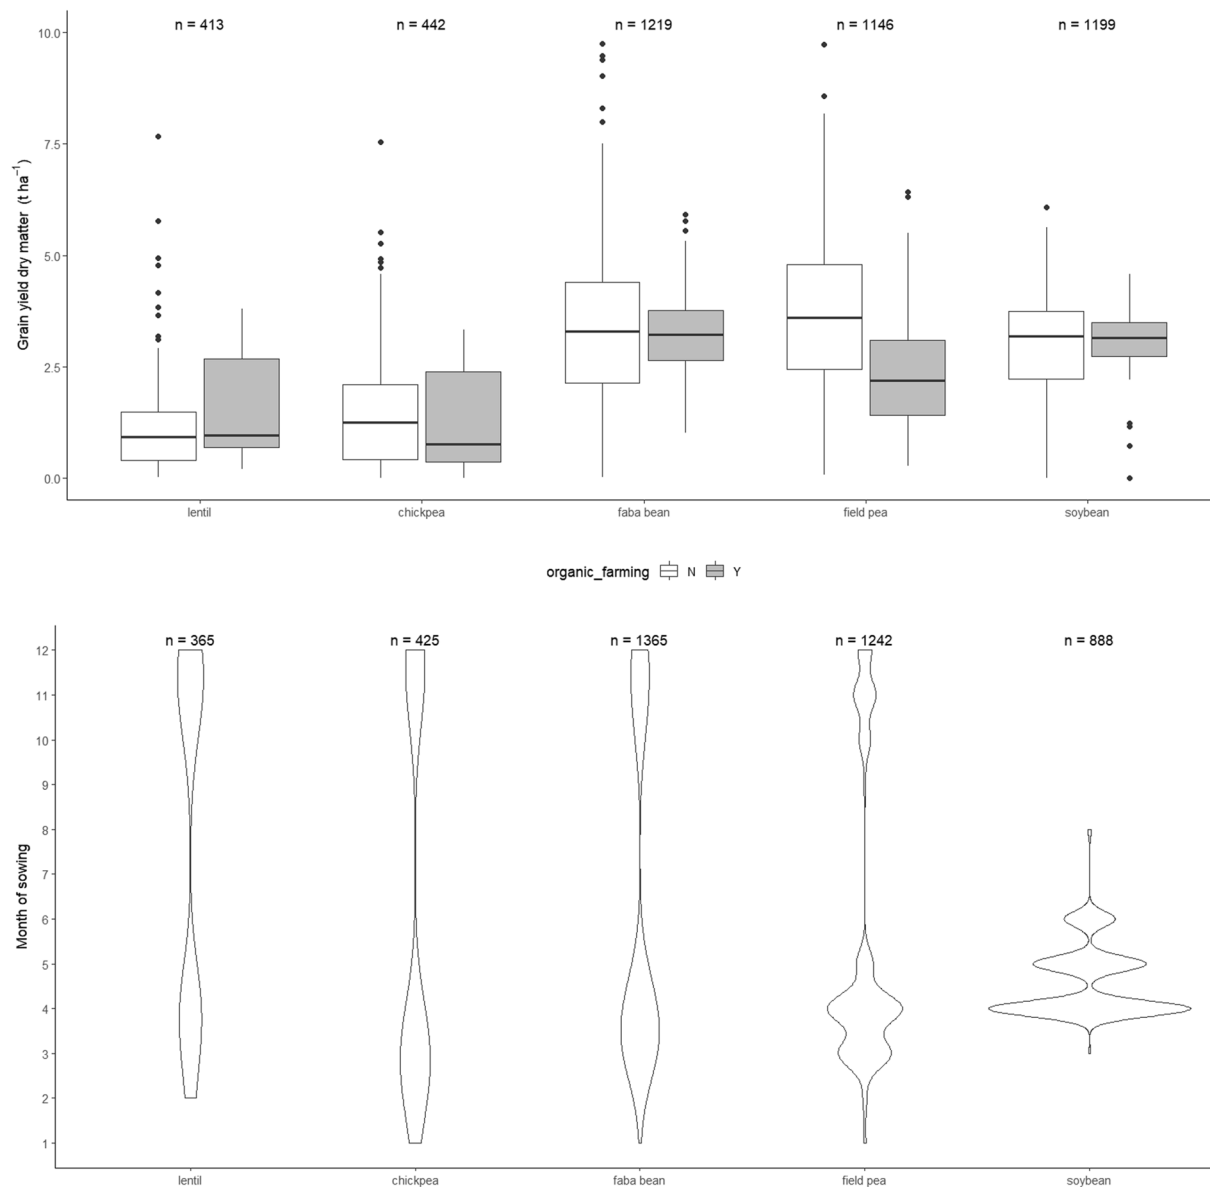 n = 413 n = 442 n = 1219 n = 1146 n = 1199
10.0
7.5
5.0
2.5
0.0
Grain yield dry matter (t ha⁻¹)
lentil chickpea faba bean field pea soybean
organic_farming N Y
n = 365 n = 425 n = 1365 n = 1242 n = 888
12
11
10
9
8
7
6
5
4
3
2
1
Month of sowing
lentil chickpea faba bean field pea soybean